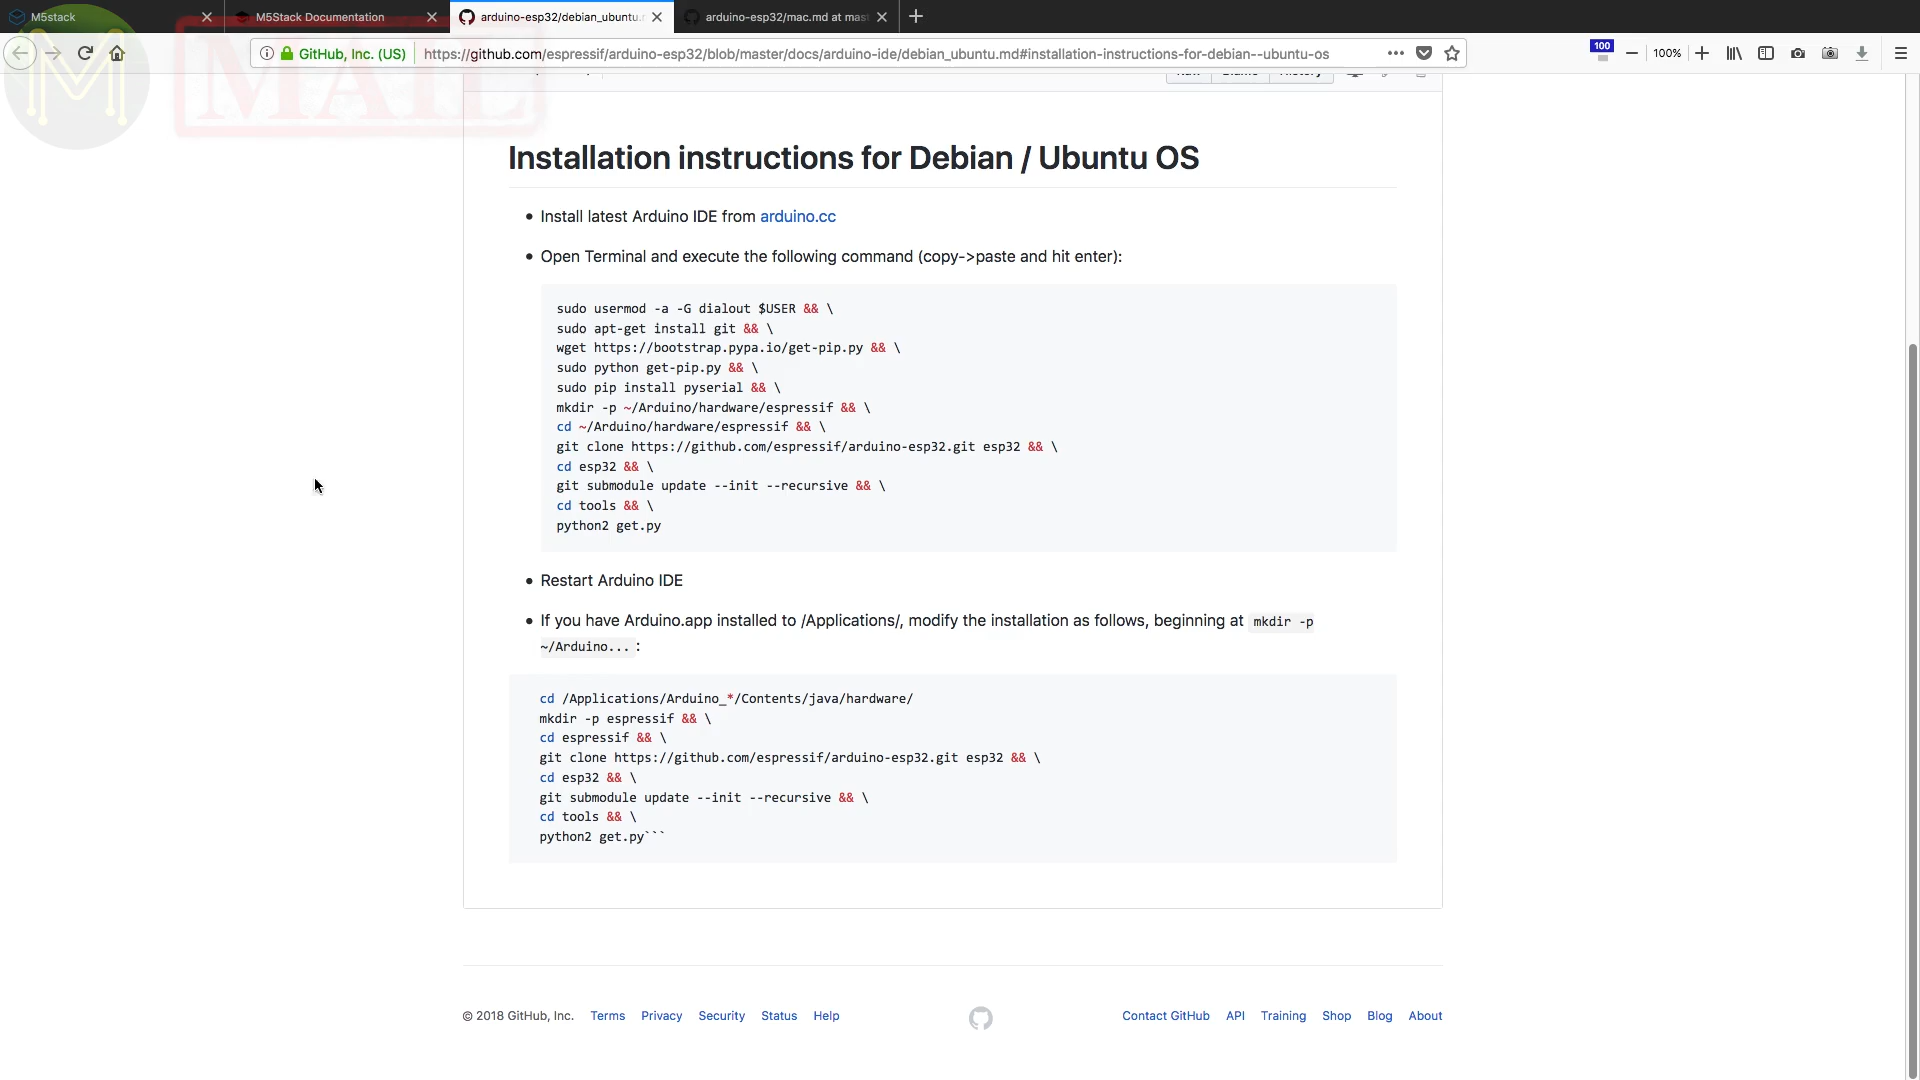 M5stack
M5Stack Documentation
arduino-esp32/debian_ubuntu.r
arduino-esp32/mac.md at mas
GitHub, Inc. (US)
https://github.com/espressif/arduino-esp32/blob/master/docs/arduino-ide/debian_ubuntu.md#installation-instructions-for-debian--ubuntu-os
100
100%
M
MAIL
Raw
Blame
History
Installation instructions for Debian / Ubuntu OS
• Install latest Arduino IDE from arduino.cc
• Open Terminal and execute the following command (copy->paste and hit enter):
sudo usermod -a -G dialout $USER && \
sudo apt-get install git && \
wget https://bootstrap.pypa.io/get-pip.py && \
sudo python get-pip.py && \
sudo pip install pyserial && \
mkdir -p ~/Arduino/hardware/espressif && \
cd ~/Arduino/hardware/espressif && \
git clone https://github.com/espressif/arduino-esp32.git esp32 && \
cd esp32 && \
git submodule update --init --recursive && \
cd tools && \
python2 get.py
• Restart Arduino IDE
• If you have Arduino.app installed to /Applications/, modify the installation as follows, beginning at mkdir -p
~/Arduino... :
cd /Applications/Arduino_*/Contents/java/hardware/
mkdir -p espressif && \
cd espressif && \
git clone https://github.com/espressif/arduino-esp32.git esp32 && \
cd esp32 && \
git submodule update --init --recursive && \
cd tools && \
python2 get.py```
© 2018 GitHub, Inc. Terms Privacy Security Status Help
Contact GitHub API Training Shop Blog About